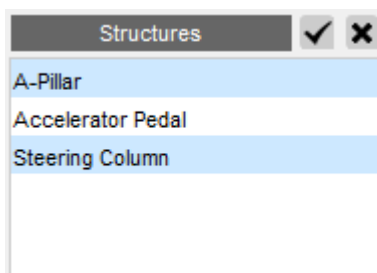 Structures
A-Pillar
Accelerator Pedal
Steering Column